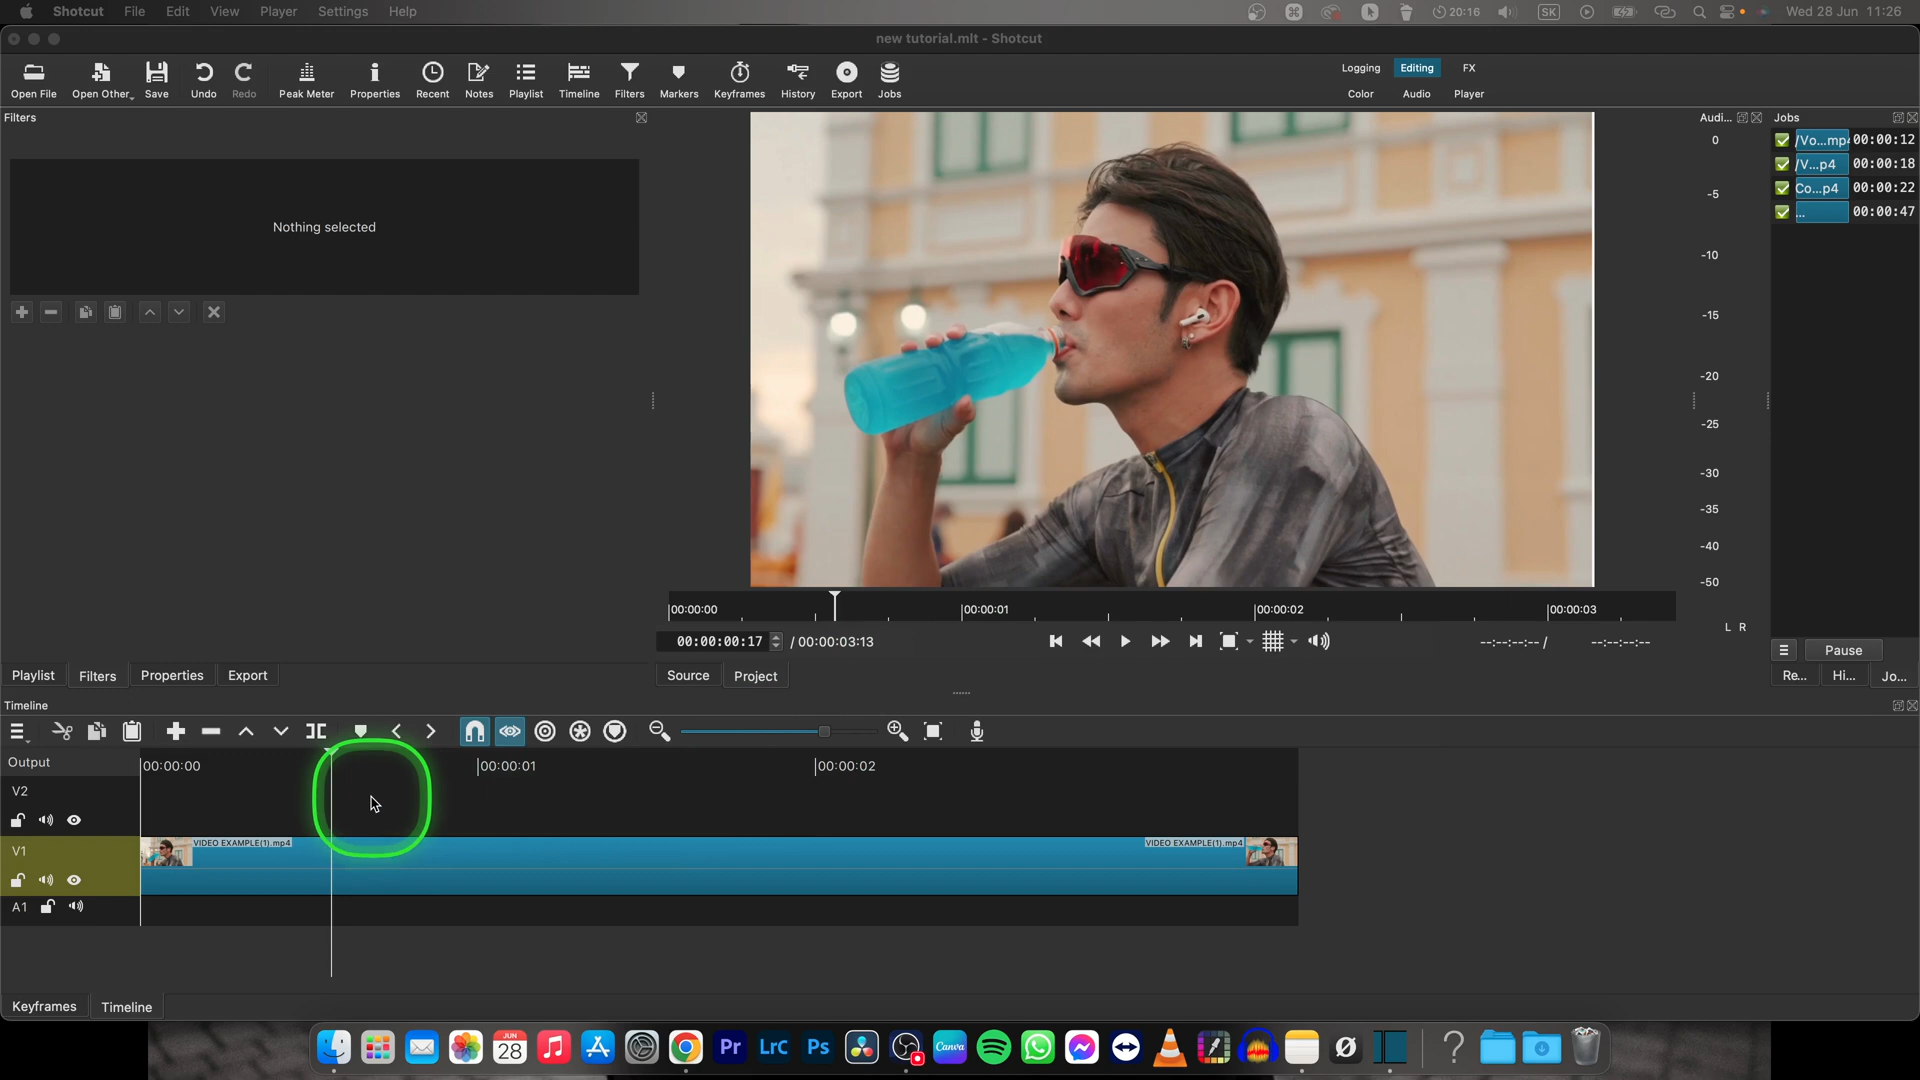 Shotcut File Edit View Player Settings Help
20:16 SK Wed 28 Jun 11:26
new tutorial.mlt - Shotcut
Open File Open Other Save Undo Redo Peak Meter Properties Recent Notes Playlist Timeline Filters Markers Keyframes History Export Jobs
Logging Editing FX
Color Audio Player
Filters
Nothing selected
Audi...
0
-5
-10
-15
-20
-25
-30
-35
-40
-50
L R
Jobs
/Vo...mp4 00:00:12
/V...p4 00:00:18
Co...p4 00:00:22
... 00:00:47
00:00:00 00:00:01 00:00:02 00:00:03
00:00:00:17 / 00:00:03:13 --:--:--:-- / --:--:--:--
Pause
Playlist Filters Properties Export
Source Project
Re... Hi... Jo...
Timeline
Output 00:00:00 00:00:01 00:00:02
V2
V1
VIDEO EXAMPLE(1).mp4 VIDEO EXAMPLE(1).mp4
A1
Keyframes Timeline
JUN
28
Pr LrC Ps Canva